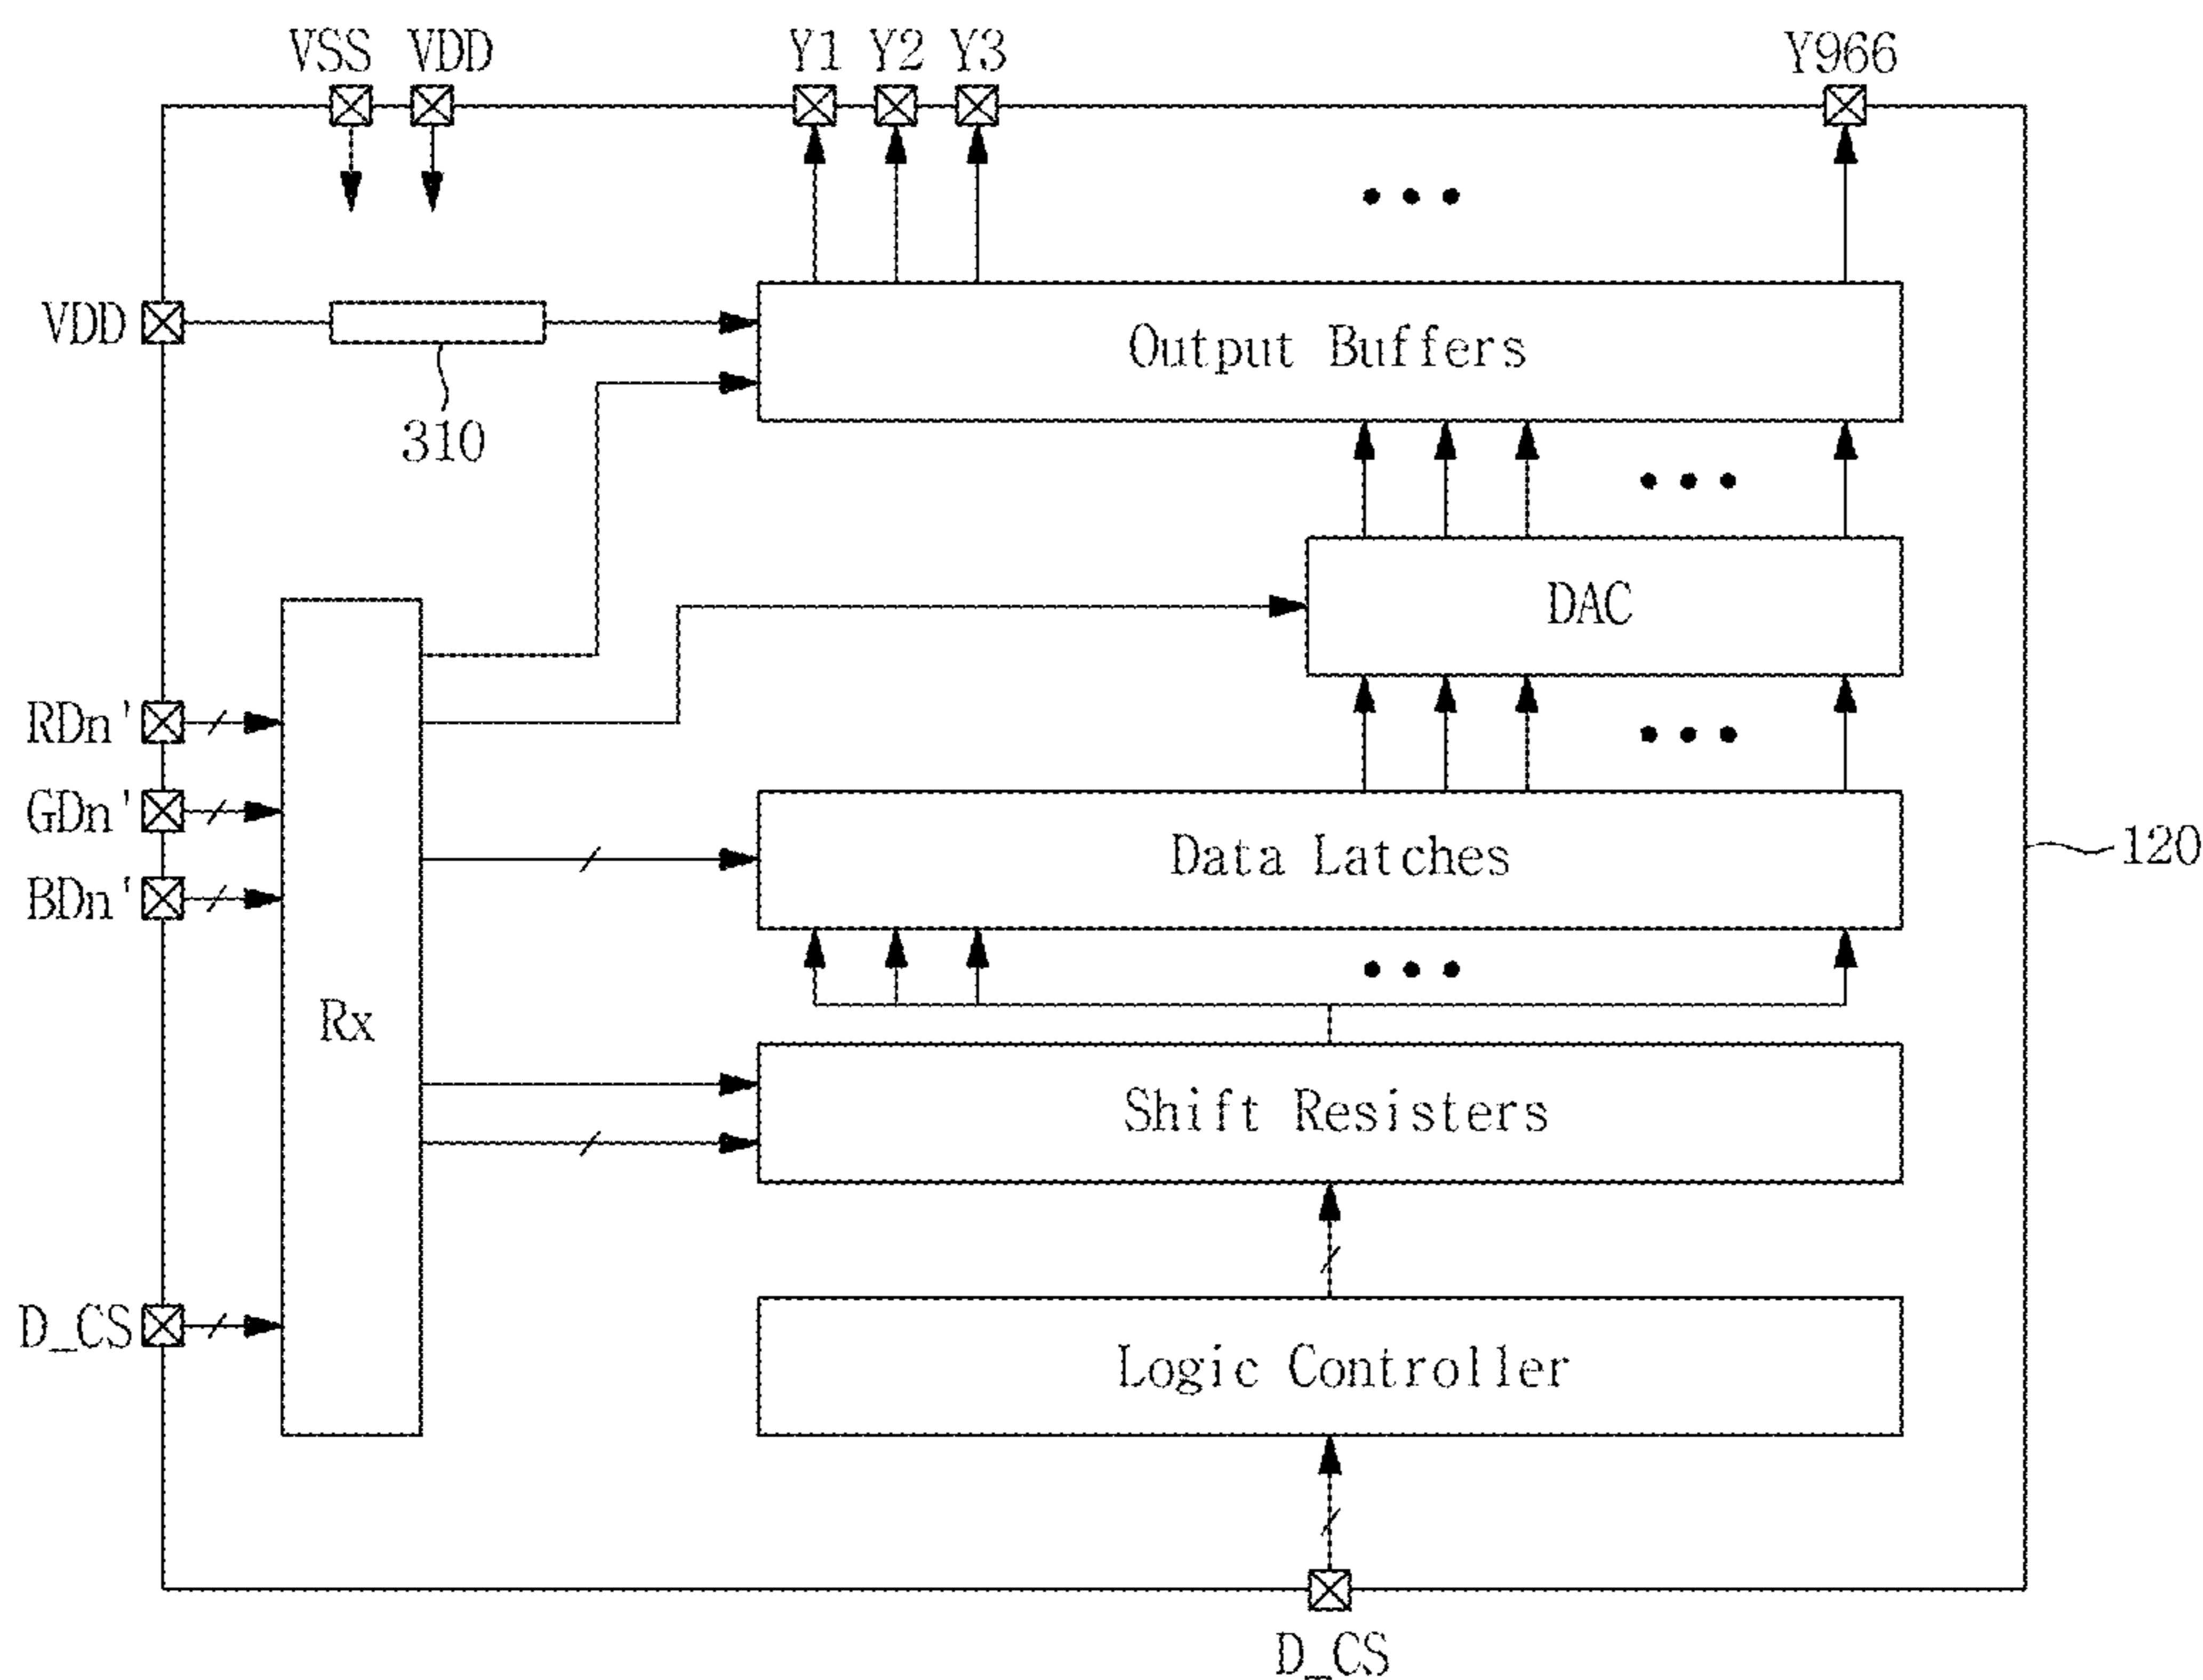 VSS VDD Y1 Y2 Y3 Y966
VDD
310
Output Buffers
DAC
RDn'
GDn'
BDn'
Data Latches
120
Rx
Shift Resisters
D_CS
Logic Controller
D_CS